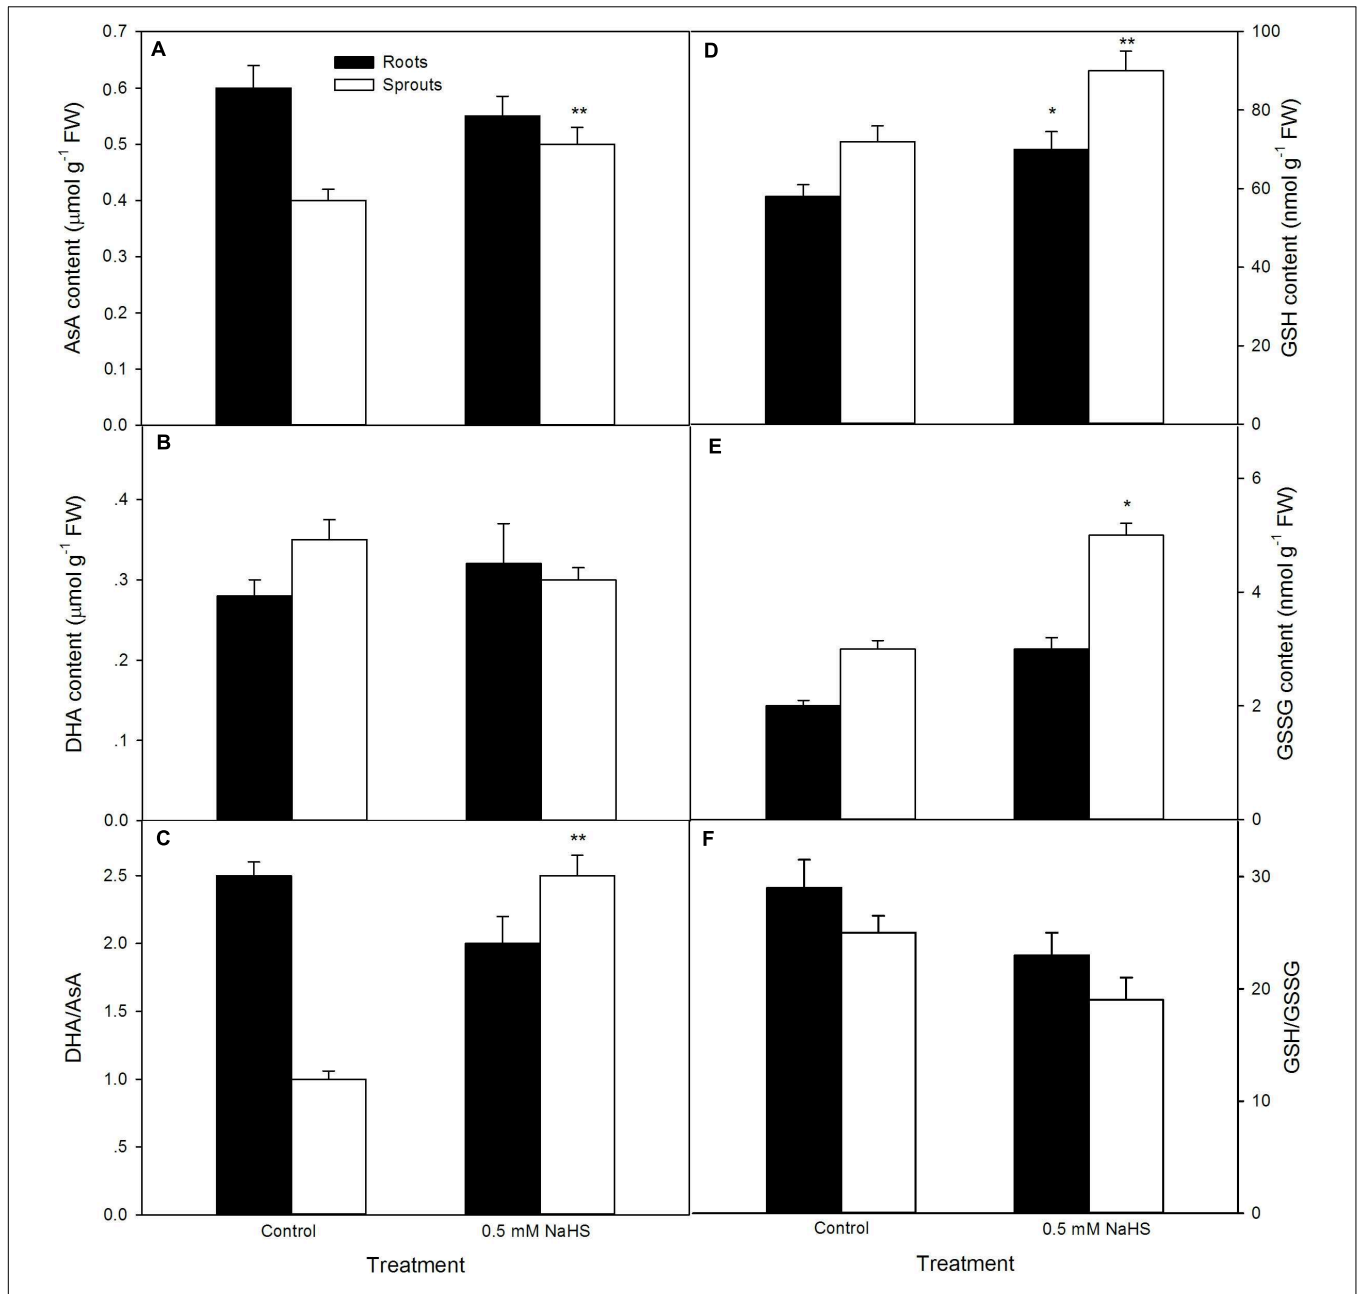 A
Roots
Sprouts
**
0.7
0.6
0.5
0.4
0.3
0.2
0.1
0.0
AsA content (µmol g⁻¹ FW)
D
*
**
100
80
60
40
20
0
GSH content (nmol g⁻¹ FW)
B
.4
.3
.2
.1
0.0
DHA content (µmol g⁻¹ FW)
E
*
6
4
2
0
GSSG content (nmol g⁻¹ FW)
C
**
2.5
2.0
1.5
1.0
.5
0.0
DHA/AsA
Control
0.5 mM NaHS
Treatment
F
30
20
10
0
GSH/GSSG
Control
0.5 mM NaHS
Treatment